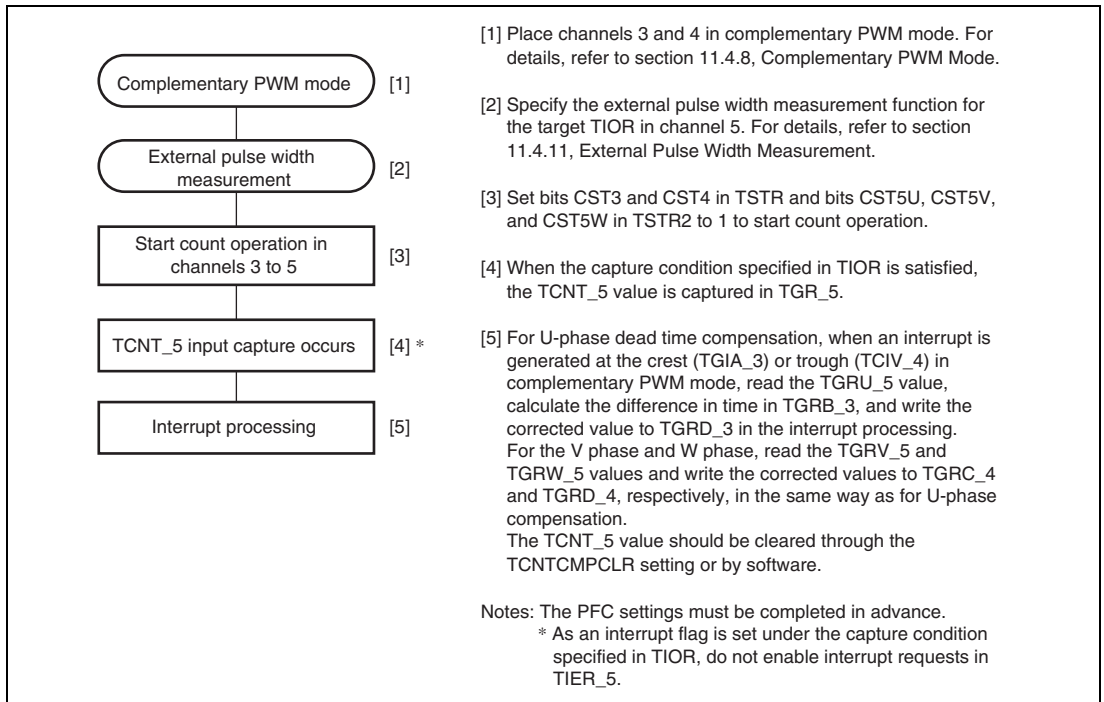 Complementary PWM mode [1]
External pulse width
measurement
[2]
Start count operation in
channels 3 to 5
[3]
TCNT_5 input capture occurs [4] *
Interrupt processing [5]
[1] Place channels 3 and 4 in complementary PWM mode. For
details, refer to section 11.4.8, Complementary PWM Mode.
[2] Specify the external pulse width measurement function for
the target TIOR in channel 5. For details, refer to section
11.4.11, External Pulse Width Measurement.
[3] Set bits CST3 and CST4 in TSTR and bits CST5U, CST5V,
and CST5W in TSTR2 to 1 to start count operation.
[4] When the capture condition specified in TIOR is satisfied,
the TCNT_5 value is captured in TGR_5.
[5] For U-phase dead time compensation, when an interrupt is
generated at the crest (TGIA_3) or trough (TCIV_4) in
complementary PWM mode, read the TGRU_5 value,
calculate the difference in time in TGRB_3, and write the
corrected value to TGRD_3 in the interrupt processing.
For the V phase and W phase, read the TGRV_5 and
TGRW_5 values and write the corrected values to TGRC_4
and TGRD_4, respectively, in the same way as for U-phase
compensation.
The TCNT_5 value should be cleared through the
TCNTCMPCLR setting or by software.
Notes: The PFC settings must be completed in advance.
* As an interrupt flag is set under the capture condition
specified in TIOR, do not enable interrupt requests in
TIER_5.